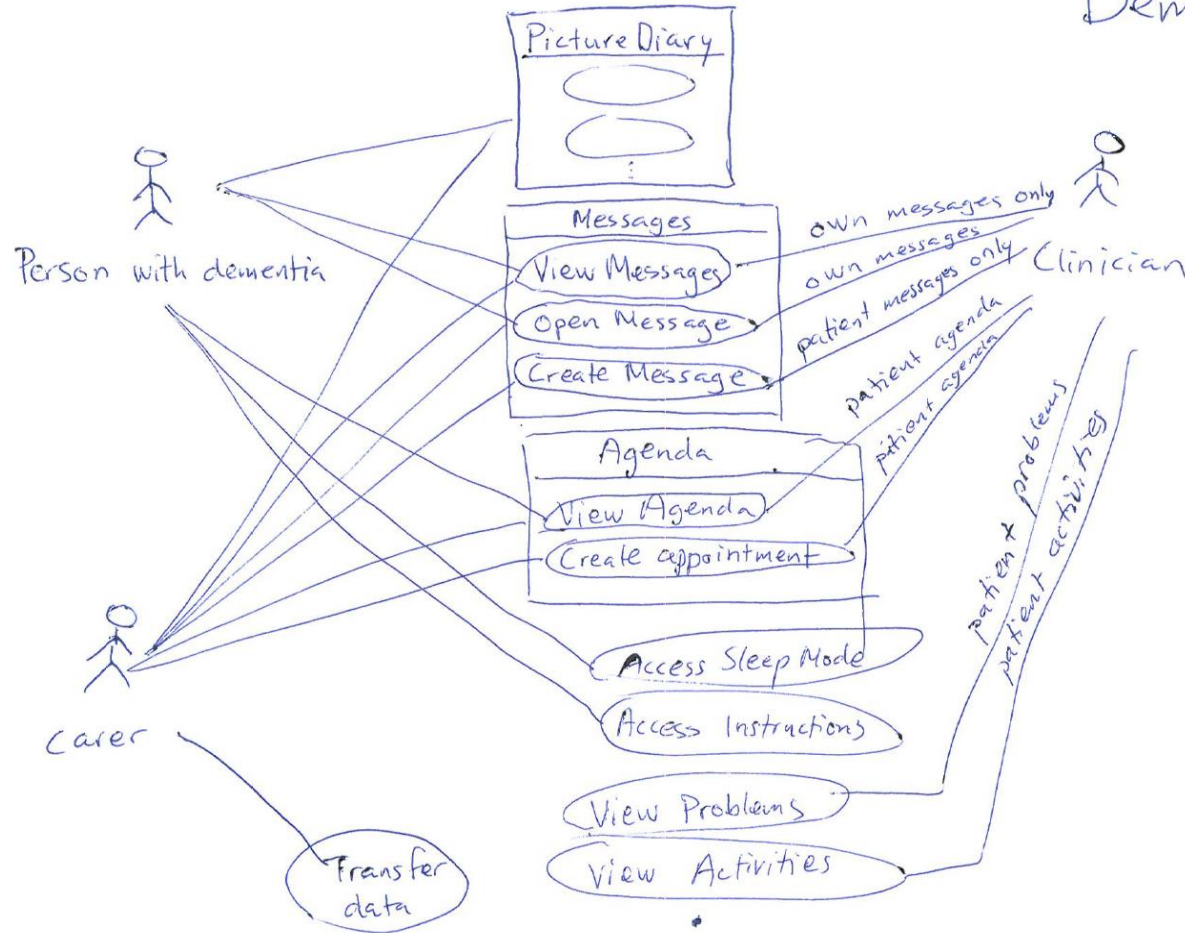 Dem
Picture Diary
Messages
own messages only
View Messages
own messages
Person with dementia
Clinician
Open Message
patient messages only
Create Message
patient agenda
patient agenda
Agenda
View Agenda
Create appointment
patient problems
patient activities
Access Sleep Mode
Access Instructions
carer
View Problems
View Activities
Transfer
data